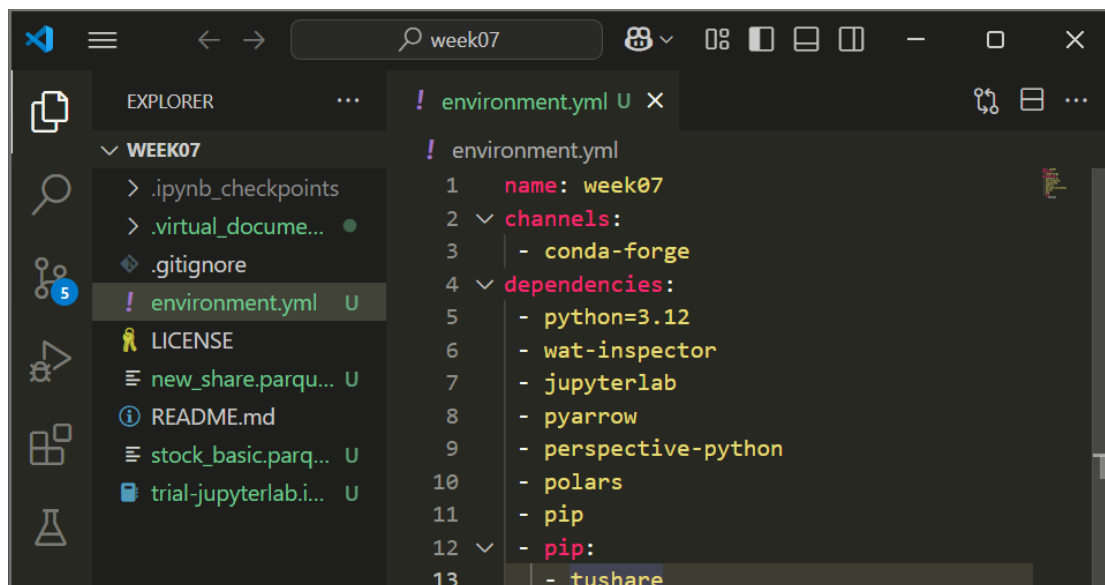 week07
EXPLORER
WEEK07
.ipynb_checkpoints
.virtual_docume...
.gitignore
environment.yml U
LICENSE
new_share.parqu... U
README.md
stock_basic.parq... U
trial-jupyterlab.i... U
5
environment.yml U
environment.yml
1 name: week07
2 channels:
3 - conda-forge
4 dependencies:
5 - python=3.12
6 - wat-inspector
7 - jupyterlab
8 - pyarrow
9 - perspective-python
10 - polars
11 - pip
12 - pip:
13 - tushare